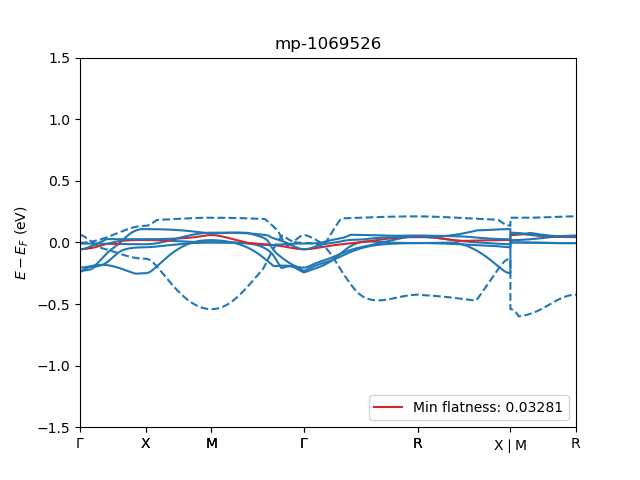 mp-1069526
1.5
1.0
0.5
0.0
−0.5
−1.0
−1.5
E − E_F (eV)
Γ X M Γ R X | M R
Min flatness: 0.03281